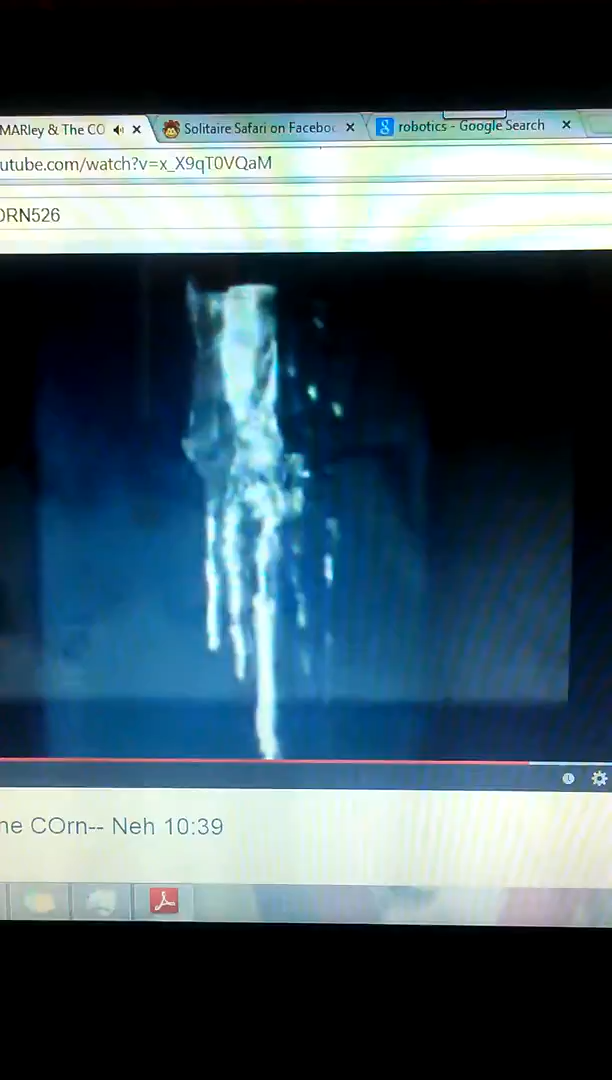 MARley & The CO
Solitaire Safari on Faceboc
robotics - Google Search
utube.com/watch?v=x_X9qT0VQaM
ORN526
ne COrn-- Neh 10:39